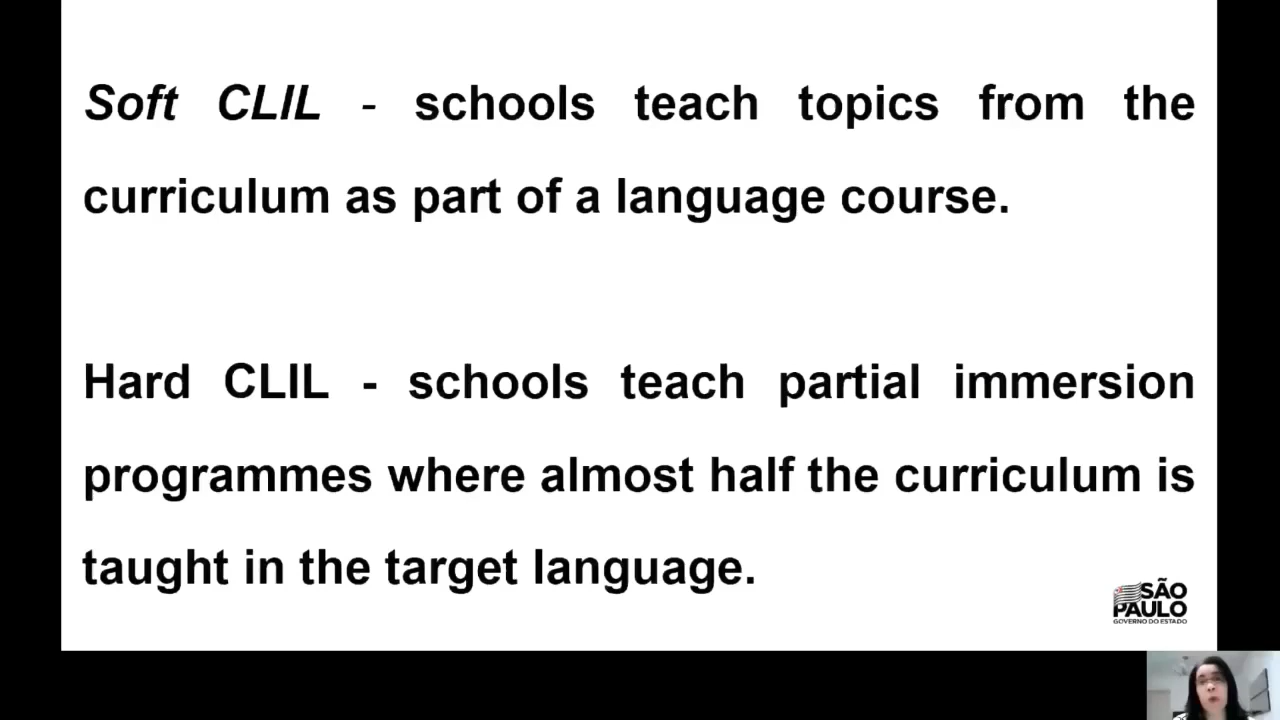 Soft CLIL - schools teach topics from the
curriculum as part of a language course.
Hard CLIL - schools teach partial immersion
programmes where almost half the curriculum is
taught in the target language.
SÃO
PAULO
GOVERNO DO ESTADO